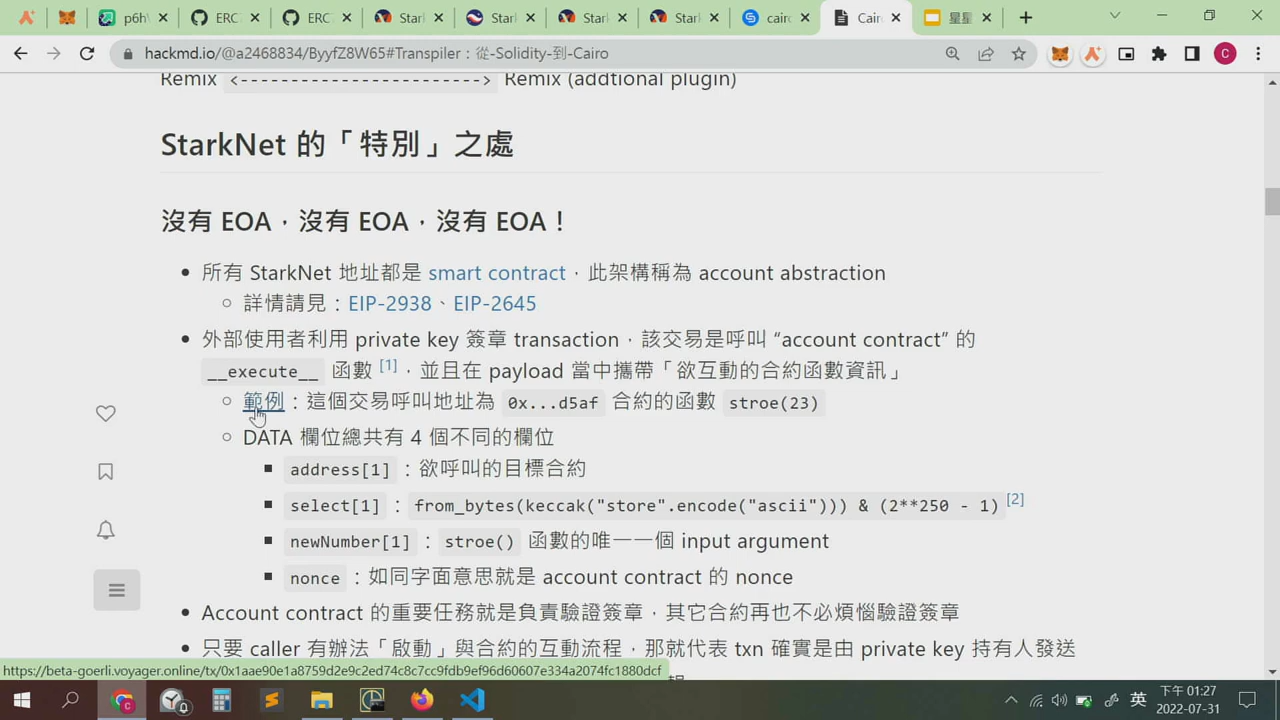 p6hV
ERC
ERC
Starl
Stark
Stark
Stark
cairo
Cairo
星星
hackmd.io/@a2468834/ByyfZ8W65#Transpiler：從-Solidity-到-Cairo
Remix <------------------------> Remix (addtional plugin)
StarkNet 的「特別」之處
沒有 EOA，沒有 EOA，沒有 EOA！
所有 StarkNet 地址都是 smart contract，此架構稱為 account abstraction
詳情請見：EIP-2938、EIP-2645
外部使用者利用 private key 簽章 transaction，該交易是呼叫 “account contract” 的
__execute__ 函數 [1]，並且在 payload 當中攜帶「欲互動的合約函數資訊」
範例：這個交易呼叫地址為 0x...d5af 合約的函數 stroe(23)
DATA 欄位總共有 4 個不同的欄位
address[1]：欲呼叫的目標合約
select[1]：from_bytes(keccak("store".encode("ascii"))) & (2**250 - 1) [2]
newNumber[1]：stroe() 函數的唯一一個 input argument
nonce：如同字面意思就是 account contract 的 nonce
Account contract 的重要任務就是負責驗證簽章，其它合約再也不必煩惱驗證簽章
只要 caller 有辦法「啟動」與合約的互動流程，那就代表 txn 確實是由 private key 持有人發送
https://beta-goerli.voyager.online/tx/0x1aae90e1a8759d2e9c2ed74c8c7cc9fdb9ef96d60607e334a2074fc1880dcf
英
下午 01:27
2022-07-31